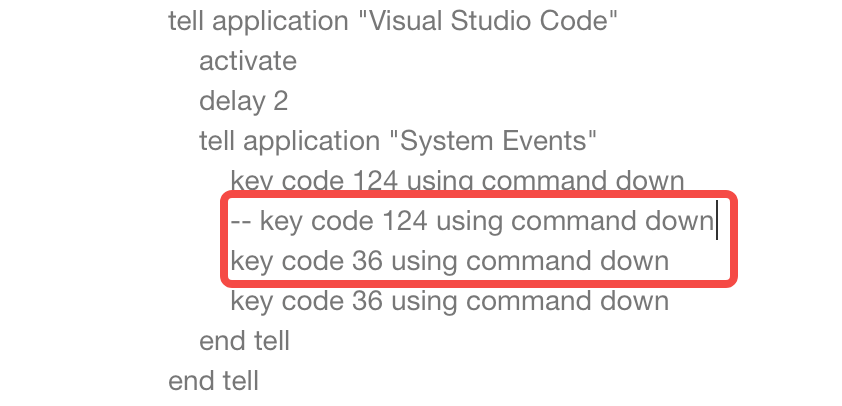 tell application "Visual Studio Code"
activate
delay 2
tell application "System Events"
key code 124 using command down
-- key code 124 using command down
key code 36 using command down
key code 36 using command down
end tell
end tell